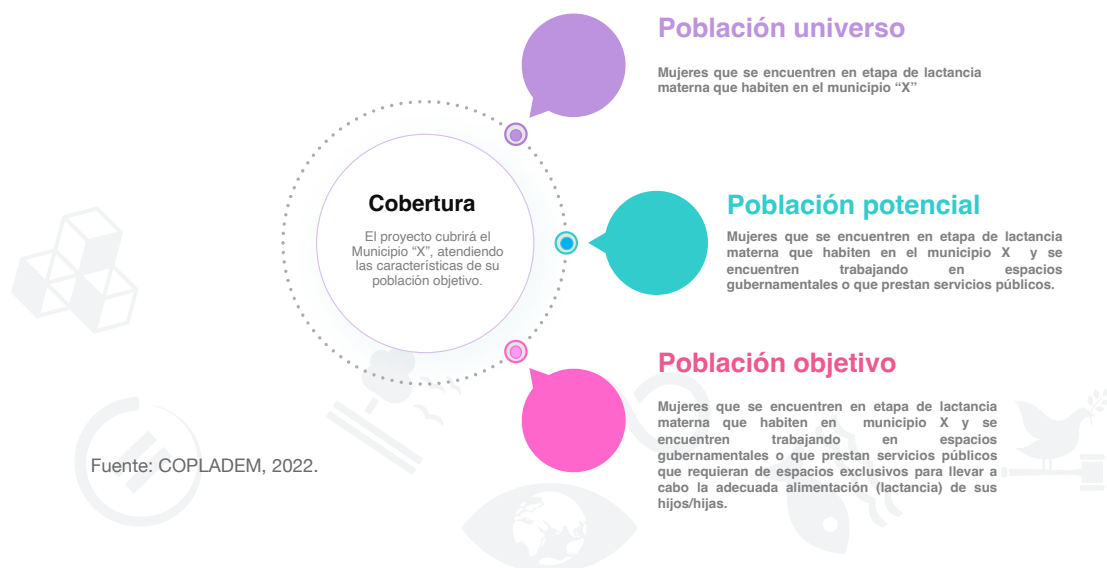 Población universo
Mujeres que se encuentren en etapa de lactancia
materna que habiten en el municipio “X”
Cobertura
El proyecto cubrirá el
Municipio “X”, atendiendo
las características de su
población objetivo.
Población potencial
Mujeres que se encuentren en etapa de lactancia
materna que habiten en el municipio X y se
encuentren trabajando en espacios
gubernamentales o que prestan servicios públicos.
Población objetivo
Mujeres que se encuentren en etapa de lactancia
materna que habiten en municipio X y se
encuentren trabajando en espacios
gubernamentales o que prestan servicios públicos
que requieran de espacios exclusivos para llevar a
cabo la adecuada alimentación (lactancia) de sus
hijos/hijas.
Fuente: COPLADEM, 2022.